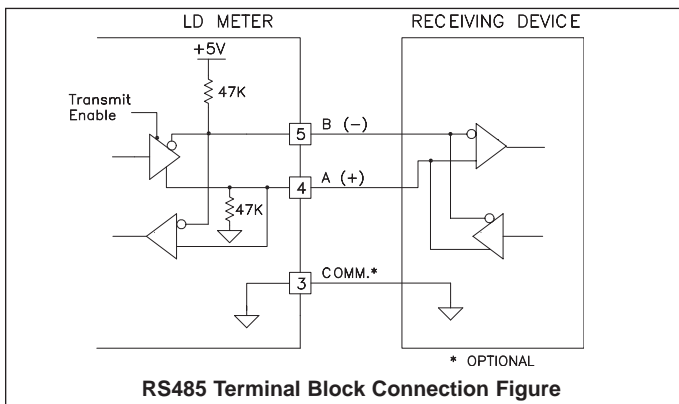 LD METER
RECEIVING DEVICE
+5V
47K
Transmit
Enable
5
B (-)
4
A (+)
47K
3
COMM.*
* OPTIONAL
RS485 Terminal Block Connection Figure